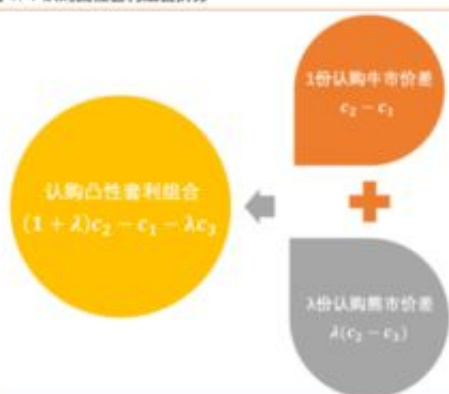 1份认购牛市价差
c₂ − c₁
认购凸性套利组合
(1 + λ)c₂ − c₁ − λc₃
λ份认购熊市价差
λ(c₂ − c₃)